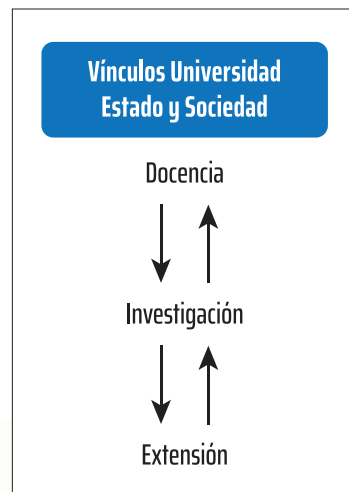 Vínculos Universidad
Estado y Sociedad
Docencia
Investigación
Extensión